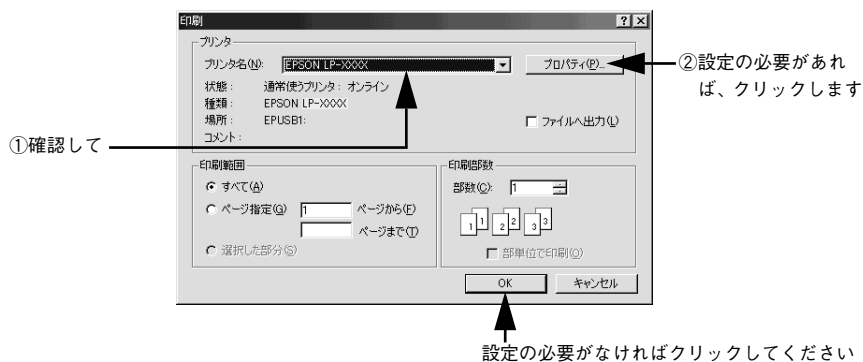 印刷
プリンタ
プリンタ名(N): EPSON LP-XXXX プロパティ(P)...
②設定の必要があれ
ば、クリックします
状態: 通常使うプリンタ: オンライン
種類: EPSON LP-XXXX
場所: EPUSB1:
コメント:
ファイルへ出力(L)
①確認して
印刷範囲
すべて(A)
ページ指定(G) 1 ページから(F)
ページまで(T)
選択した部分(S)
印刷部数
部数(C): 1
1 1 2 2 3 3
部単位で印刷(O)
OK キャンセル
設定の必要がなければクリックしてください